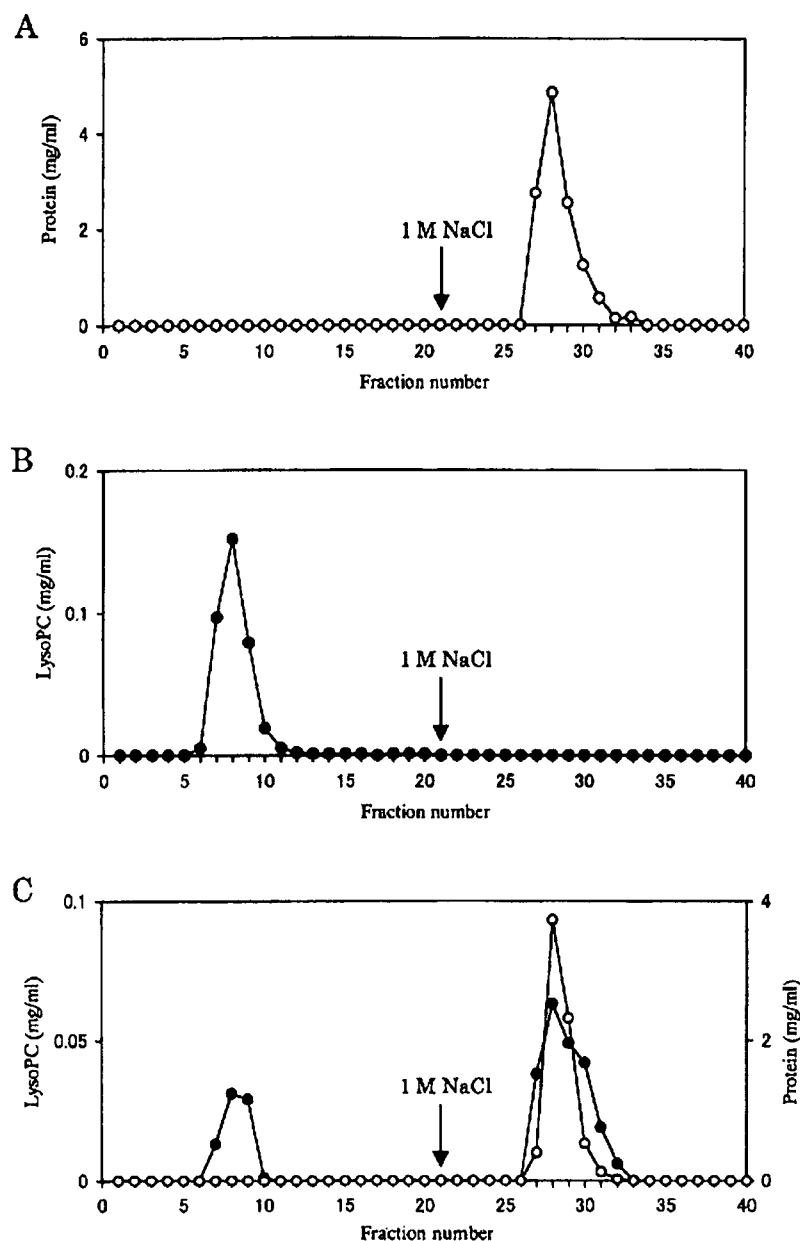 A
Protein (mg/ml)
6
4
2
0
1 M NaCl
0 5 10 15 20 25 30 35 40
Fraction number
B
LysoPC (mg/ml)
0.2
0.1
0
1 M NaCl
0 5 10 15 20 25 30 35 40
Fraction number
C
LysoPC (mg/ml)
0.1
0.05
0
1 M NaCl
4
2
0
Protein (mg/ml)
0 5 10 15 20 25 30 35 40
Fraction number